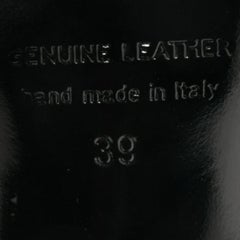 GENUINE LEATHER
hand made in Italy
39